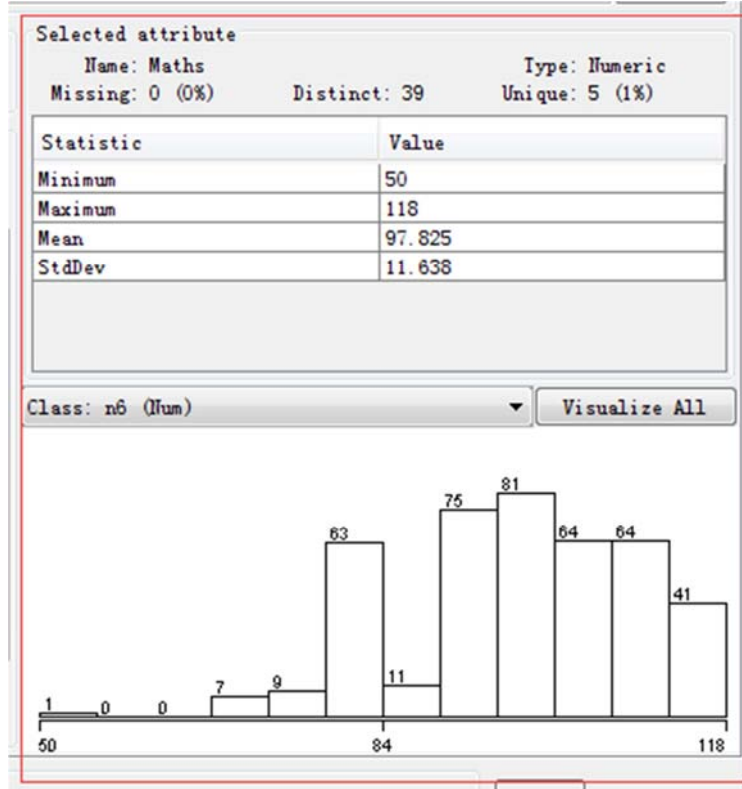 Selected attribute
Name: Maths Type: Numeric
Missing: 0 (0%) Distinct: 39 Unique: 5 (1%)
Statistic Value
Minimum 50
Maximum 118
Mean 97.825
StdDev 11.638
Class: n6 (Num) Visualize All
81
75
63 64 64
41
7 9 11
1 0 0
50 84 118